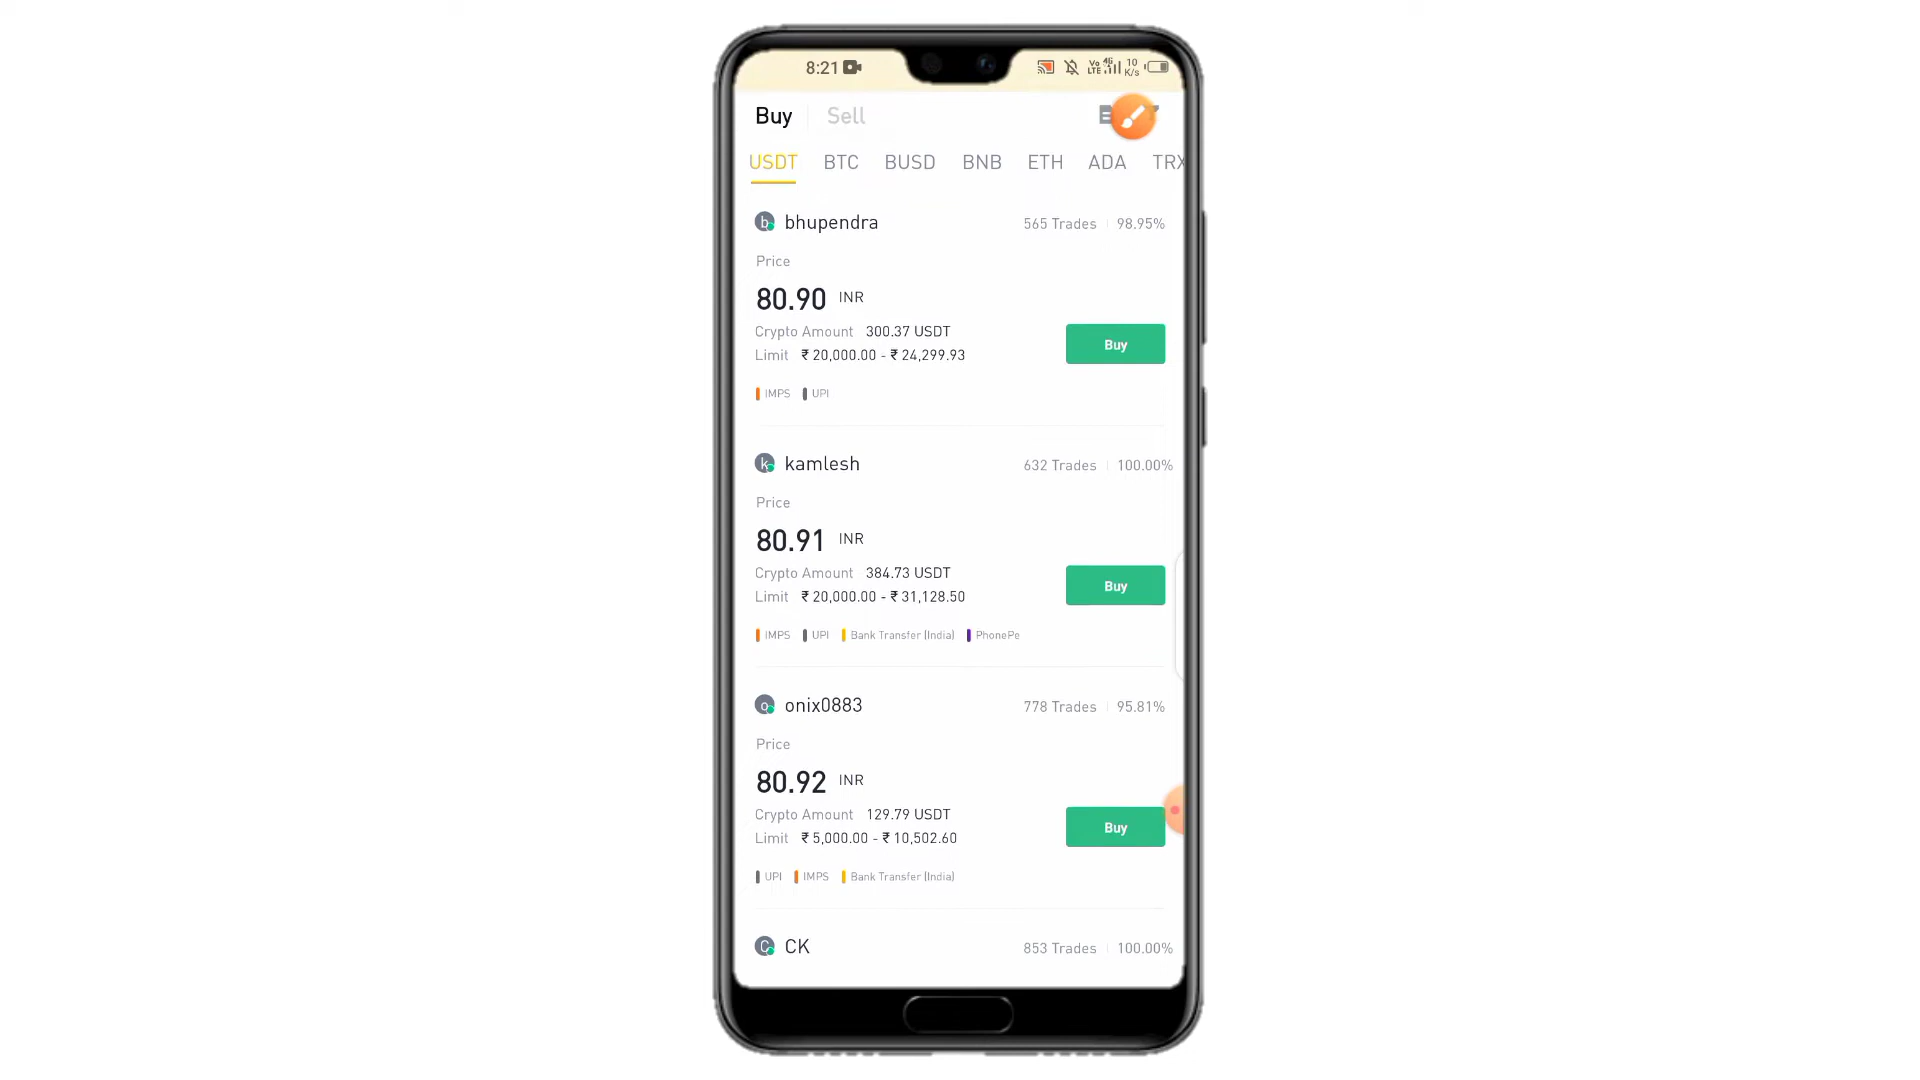 8:21 Vo LTE 4G 10 K/s
Buy Sell
USDT BTC BUSD BNB ETH ADA TRX
b bhupendra 565 Trades 98.95%
Price
80.90 INR
Crypto Amount 300.37 USDT
Limit ₹ 20,000.00 - ₹ 24,299.93
Buy
IMPS UPI
k kamlesh 632 Trades 100.00%
Price
80.91 INR
Crypto Amount 384.73 USDT
Limit ₹ 20,000.00 - ₹ 31,128.50
Buy
IMPS UPI Bank Transfer (India) PhonePe
o onix0883 778 Trades 95.81%
Price
80.92 INR
Crypto Amount 129.79 USDT
Limit ₹ 5,000.00 - ₹ 10,502.60
Buy
UPI IMPS Bank Transfer (India)
C CK 853 Trades 100.00%